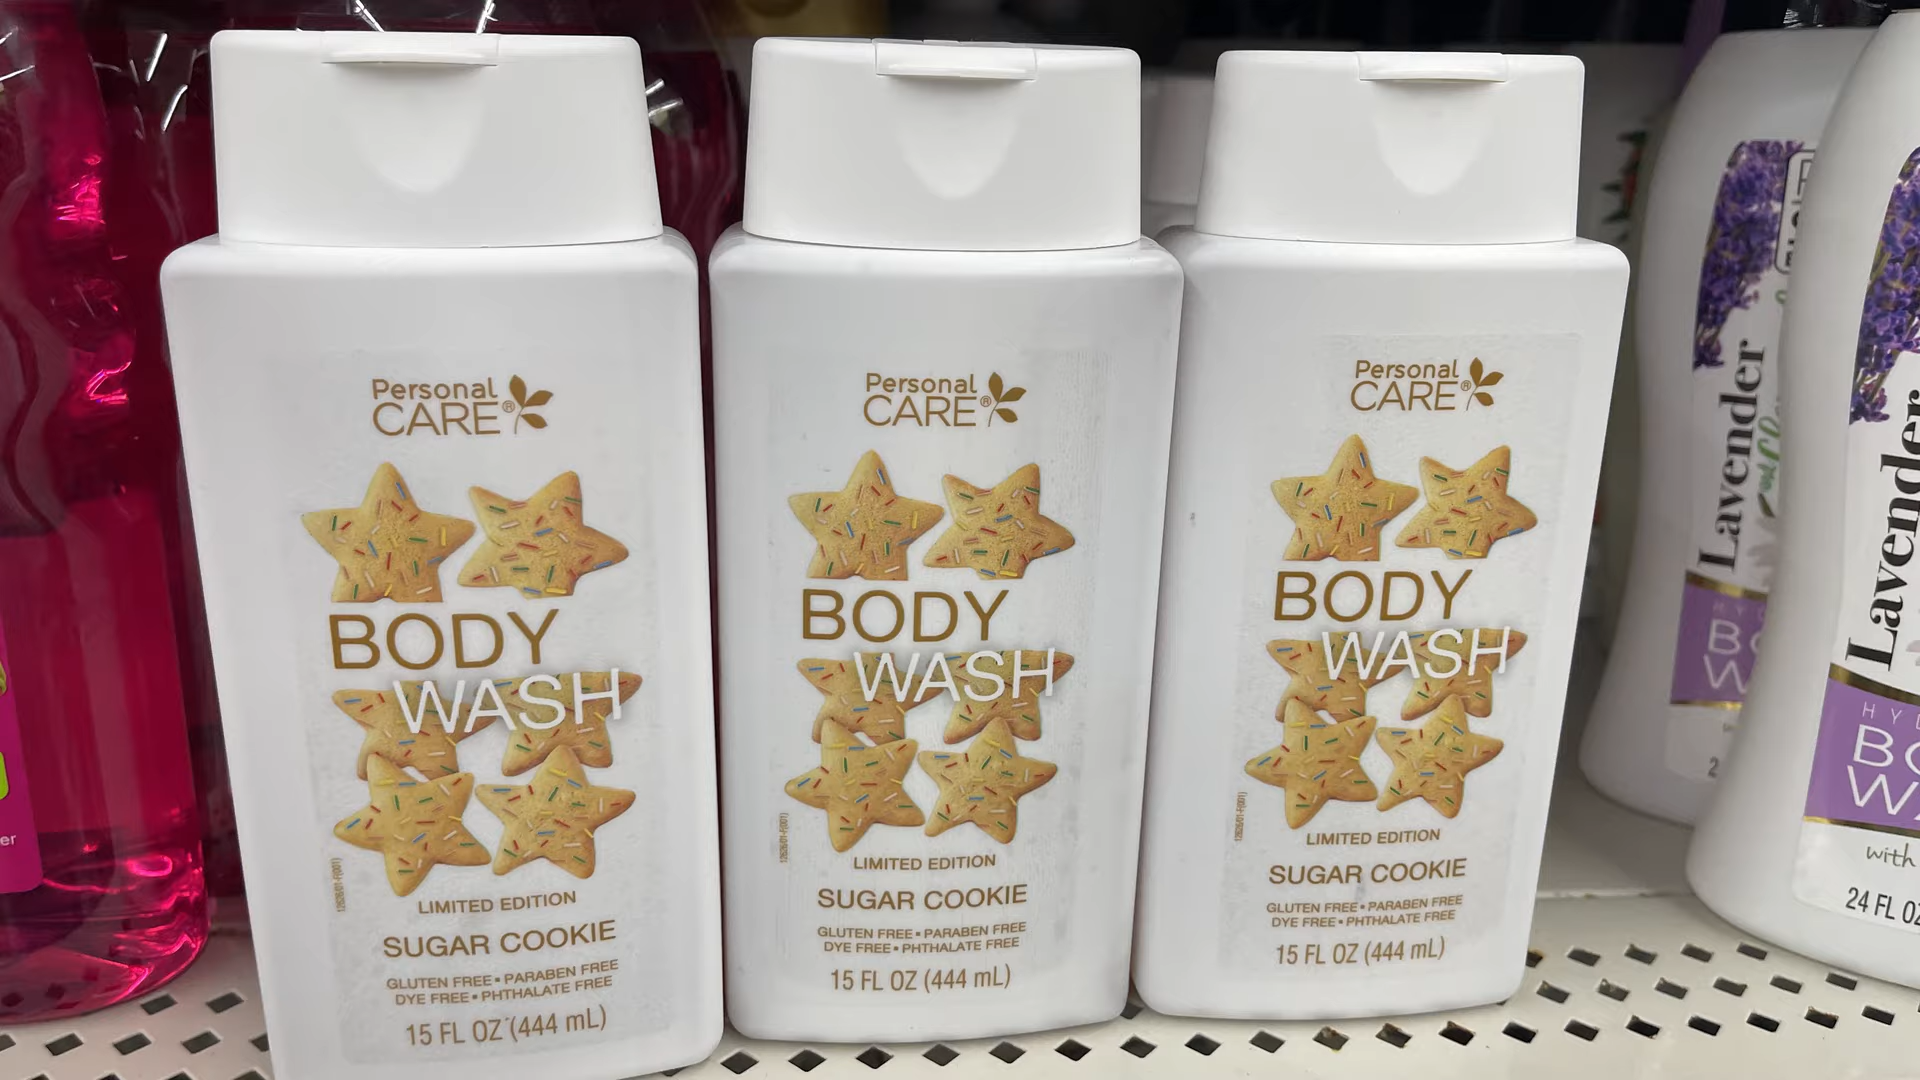 Personal
CARE®
BODY
WASH
LIMITED EDITION
SUGAR COOKIE
GLUTEN FREE▪PARABEN FREE
DYE FREE▪PHTHALATE FREE
15 FL OZ (444 mL)
Personal
CARE®
BODY
WASH
LIMITED EDITION
SUGAR COOKIE
GLUTEN FREE▪PARABEN FREE
DYE FREE▪PHTHALATE FREE
15 FL OZ (444 mL)
Personal
CARE®
BODY
WASH
LIMITED EDITION
SUGAR COOKIE
GLUTEN FREE▪PARABEN FREE
DYE FREE▪PHTHALATE FREE
15 FL OZ (444 mL)
Lavender
Lavender
with
24 FL